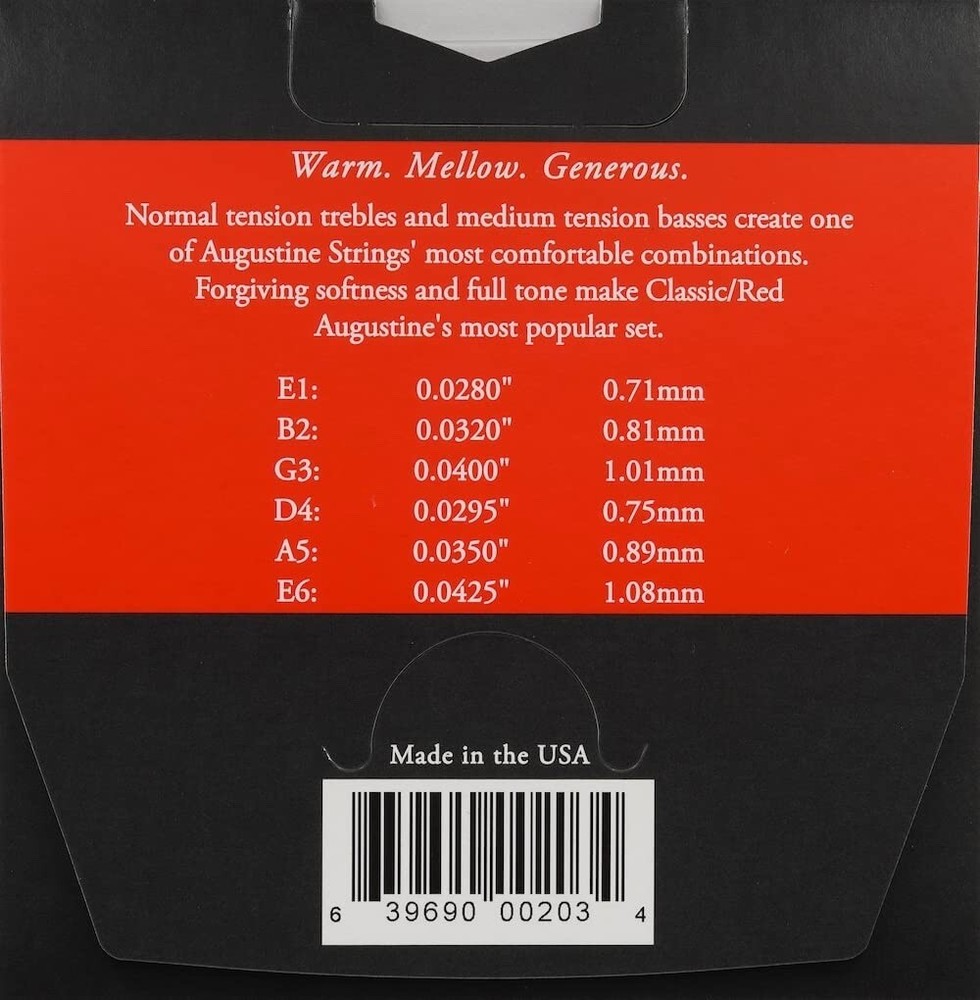 Warm. Mellow. Generous.
Normal tension trebles and medium tension basses create one
of Augustine Strings' most comfortable combinations.
Forgiving softness and full tone make Classic/Red
Augustine's most popular set.
E1: 0.0280" 0.71mm
B2: 0.0320" 0.81mm
G3: 0.0400" 1.01mm
D4: 0.0295" 0.75mm
A5: 0.0350" 0.89mm
E6: 0.0425" 1.08mm
Made in the USA
6 39690 00203 4